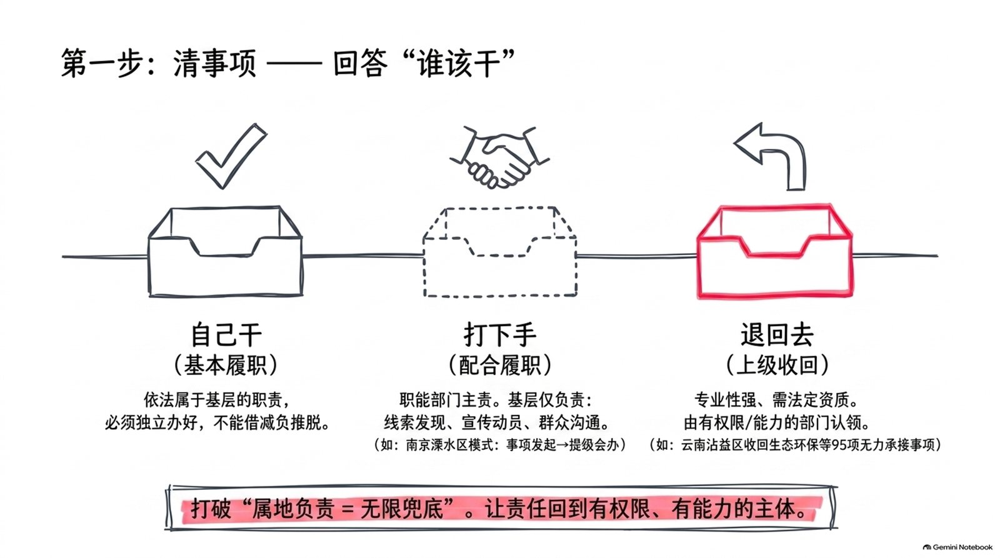 第一步：清事项 —— 回答“谁该干”
自己干
（基本履职）
依法属于基层的职责，
必须独立办好，不能借减负推脱。
打下手
（配合履职）
职能部门主责。基层仅负责：
线索发现、宣传动员、群众沟通。
（如：南京溧水区模式：事项发起→提级会办）
退回去
（上级收回）
专业性强、需法定资质。
由有权限/能力的部门认领。
（如：云南沾益区收回生态环保等95项无力承接事项）
打破“属地负责 = 无限兜底”。让责任回到有权限、有能力的主体。
Gemini Notebook